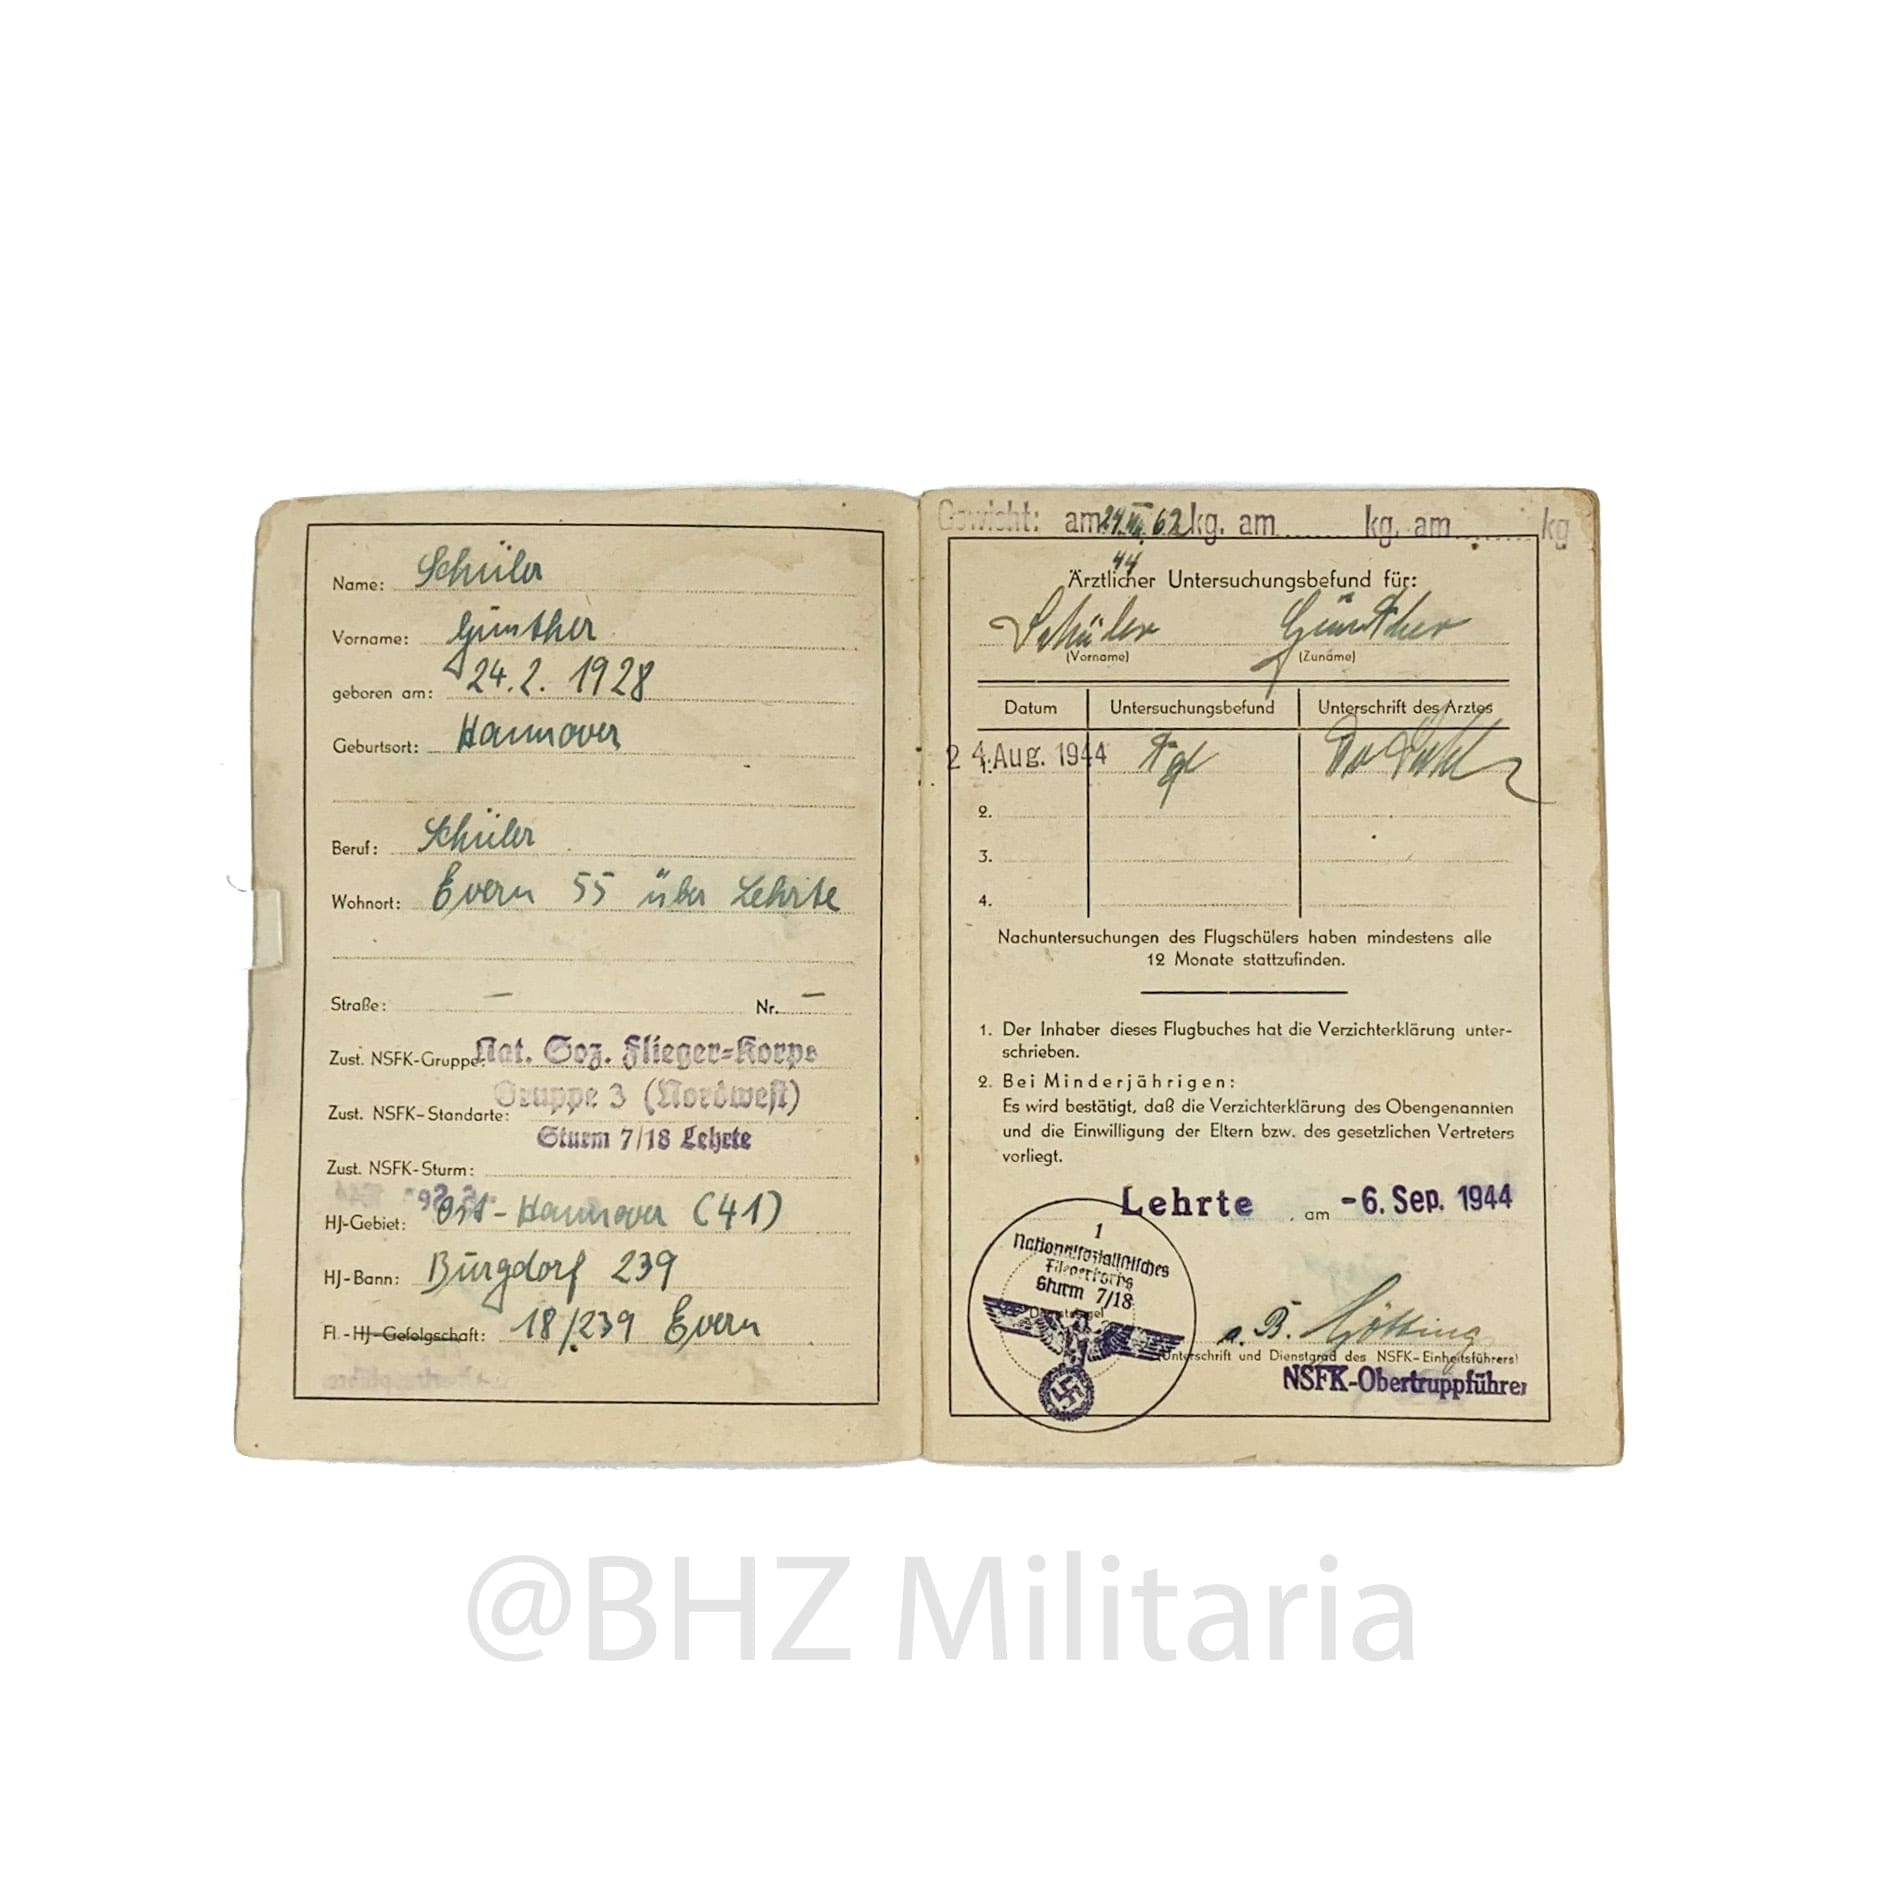 Name: Schüler
Vorname: Günther
geboren am: 24.2.1928
Geburtsort: Hannover
Beruf: Schüler
Wohnort: Evern 55 über Lehrte
Straße: — Nr. —
Zust. NSFK-Gruppe: Nat. Soz. Flieger-Korps
Gruppe 3 (Nordwest)
Zust. NSFK-Standarte:
Sturm 7/18 Lehrte
Zust. NSFK-Sturm:
HJ-Gebiet: Ost-Hannover (41)
HJ-Bann: Burgdorf 239
Fl.-HJ-Gefolgschaft: 18/239 Evern
Gewicht: am 62 kg. am kg. am kg
44
Ärztlicher Untersuchungsbefund für:
Schüler Günther
(Vorname) (Zuname)
Datum Untersuchungsbefund Unterschrift des Arztes
24. Aug. 1944 Tgl Dr
2.
3.
4.
Nachuntersuchungen des Flugschülers haben mindestens alle
12 Monate stattzufinden.
1. Der Inhaber dieses Flugbuches hat die Verzichterklärung unter-
schrieben.
2. Bei Minderjährigen:
Es wird bestätigt, daß die Verzichterklärung des Obengenannten
und die Einwilligung der Eltern bzw. des gesetzlichen Vertreters
vorliegt.
Lehrte, am -6. Sep. 1944
1
Nationalsozialistisches
Fliegerkorps
Sturm 7/18
Dienstsiegel
a. B. Götting
(Unterschrift und Dienstgrad des NSFK-Einheitsführers)
NSFK-Obertruppführer
@BHZ Militaria